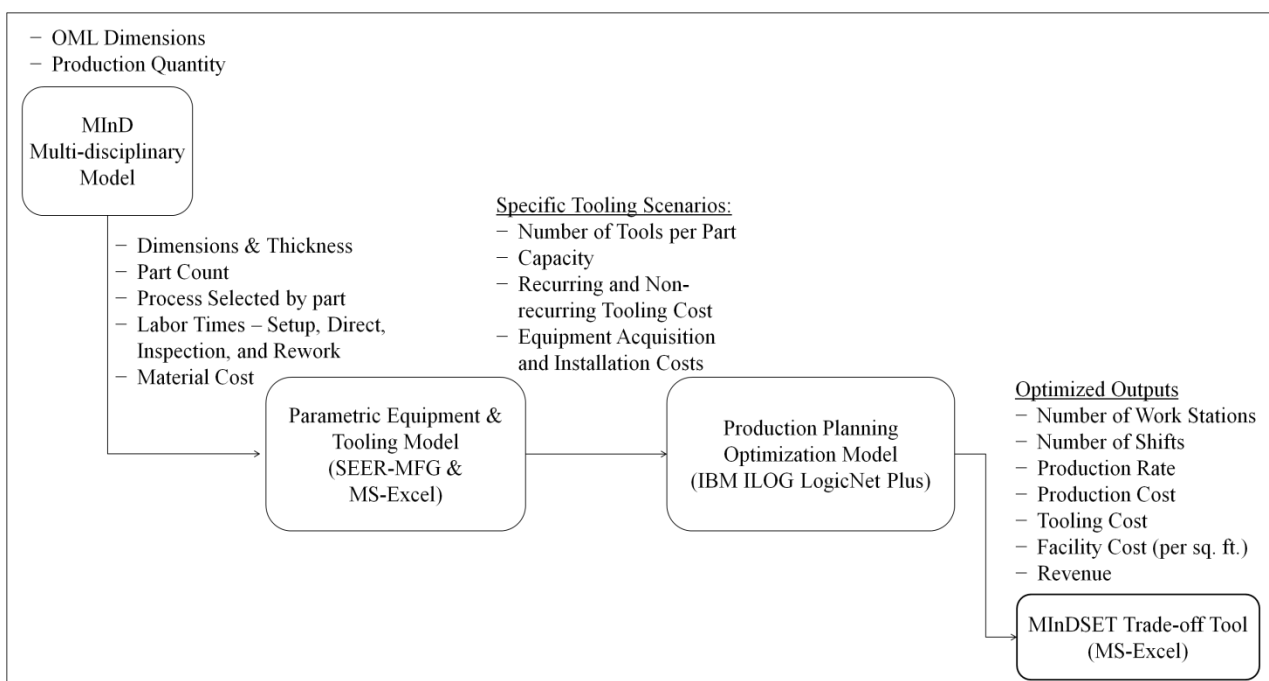 − OML Dimensions
− Production Quantity
MInD
Multi-disciplinary
Model
− Dimensions & Thickness
− Part Count
− Process Selected by part
− Labor Times – Setup, Direct,
Inspection, and Rework
− Material Cost
Parametric Equipment &
Tooling Model
(SEER-MFG &
MS-Excel)
Specific Tooling Scenarios:
− Number of Tools per Part
− Capacity
− Recurring and Non-
recurring Tooling Cost
− Equipment Acquisition
and Installation Costs
Production Planning
Optimization Model
(IBM ILOG LogicNet Plus)
Optimized Outputs
− Number of Work Stations
− Number of Shifts
− Production Rate
− Production Cost
− Tooling Cost
− Facility Cost (per sq. ft.)
− Revenue
MInDSET Trade-off Tool
(MS-Excel)